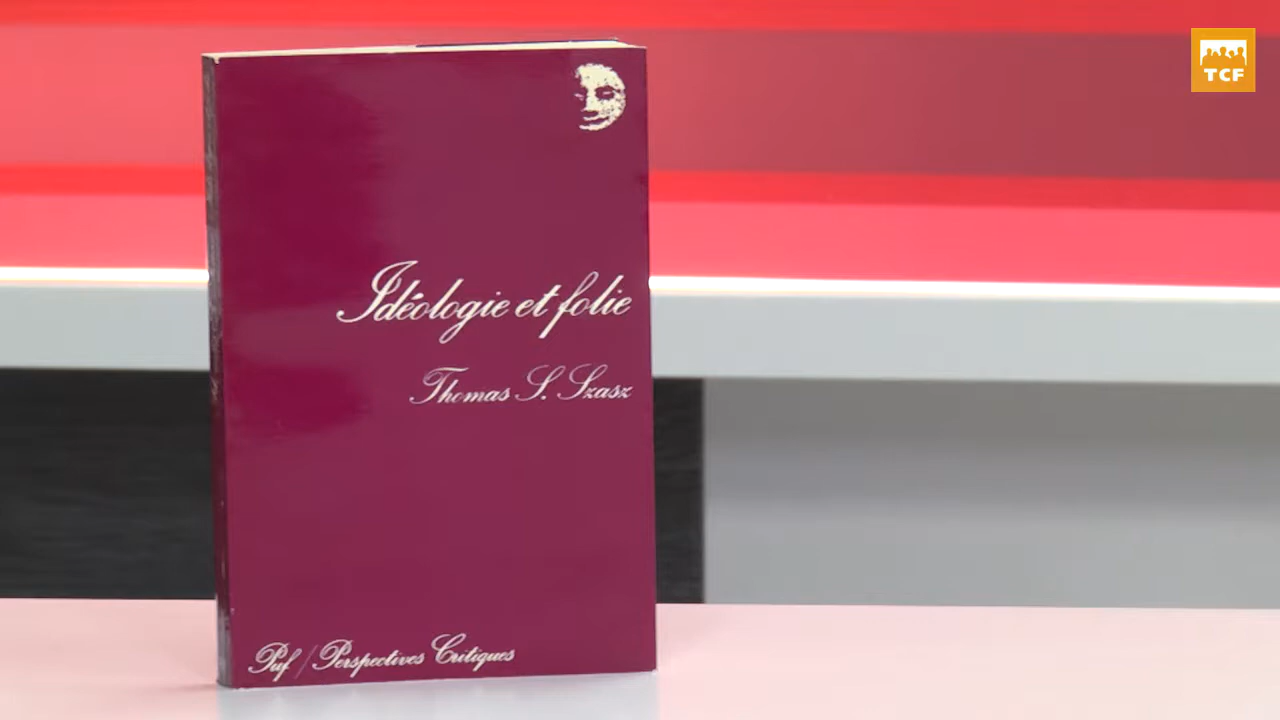 TCF
Idéologie et folie
Thomas S. Szasz
Puf / Perspectives Critiques